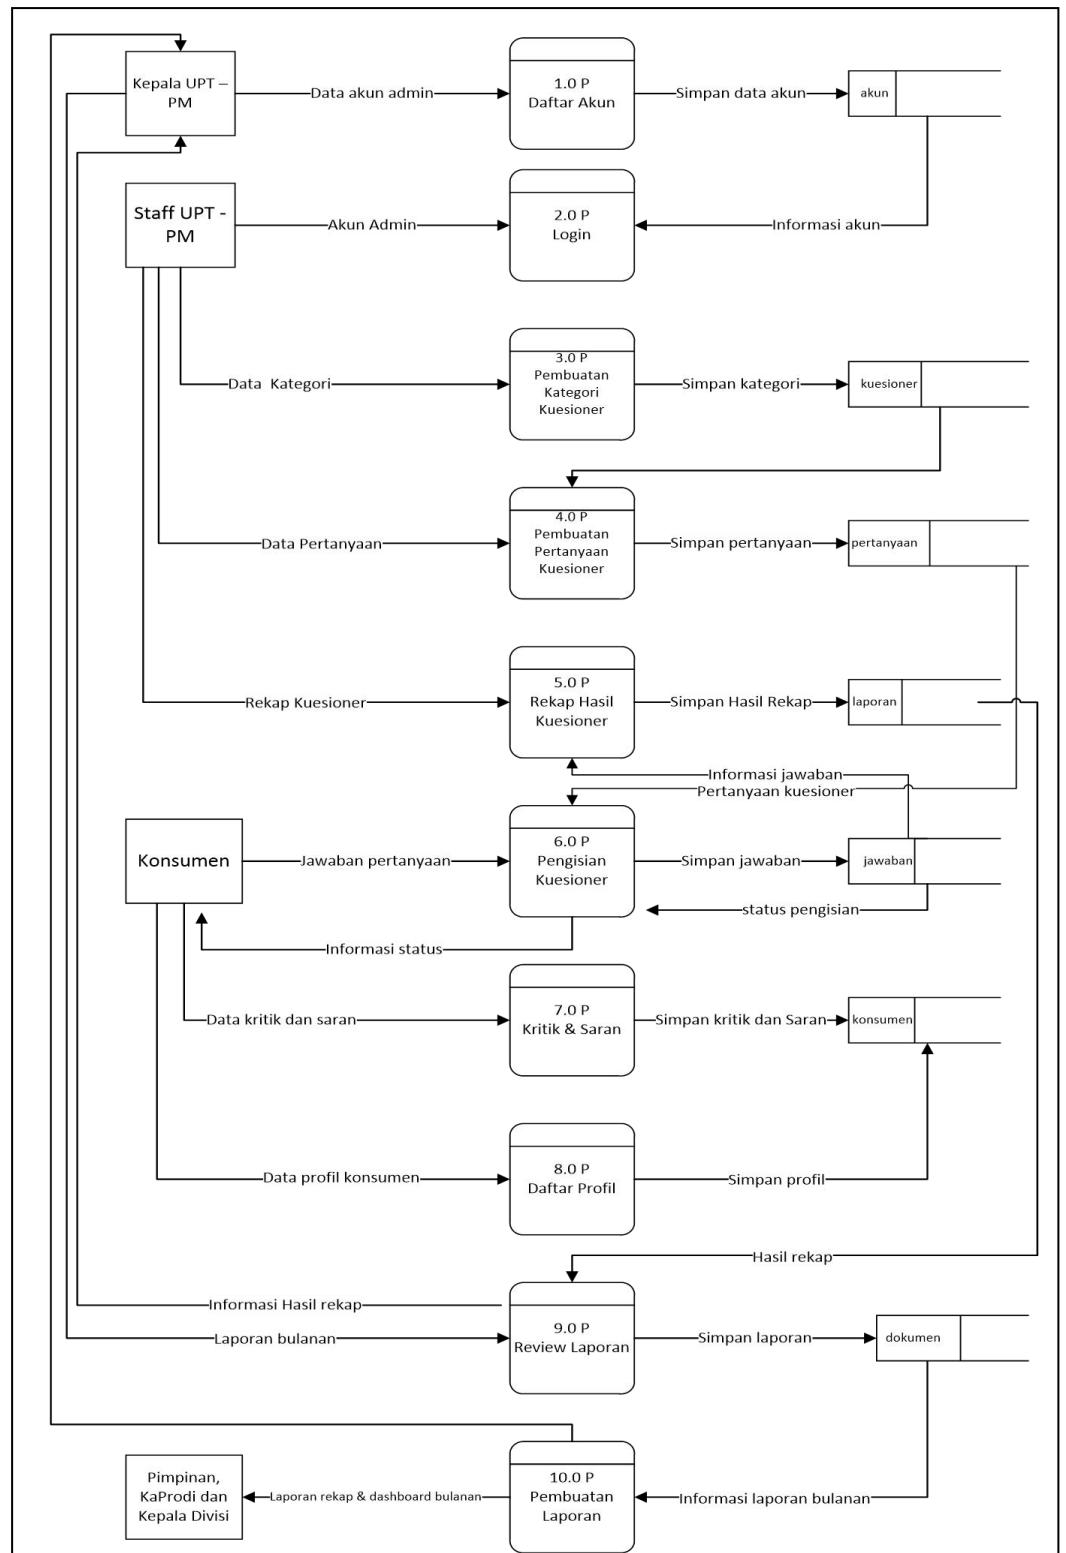 Kepala UPT –
PM
Data akun admin
1.0 P
Daftar Akun
Simpan data akun
akun
Staff UPT -
PM
Akun Admin
2.0 P
Login
Informasi akun
Data  Kategori
3.0 P
Pembuatan
Kategori
Kuesioner
Simpan kategori
kuesioner
Data Pertanyaan
4.0 P
Pembuatan
Pertanyaan
Kuesioner
Simpan pertanyaan
pertanyaan
Rekap Kuesioner
5.0 P
Rekap Hasil
Kuesioner
Simpan Hasil Rekap
laporan
Informasi jawaban
Pertanyaan kuesioner
Konsumen
Jawaban pertanyaan
6.0 P
Pengisian
Kuesioner
Simpan jawaban
jawaban
status pengisian
Informasi status
Data kritik dan saran
7.0 P
Kritik & Saran
Simpan kritik dan Saran
konsumen
Data profil konsumen
8.0 P
Daftar Profil
Simpan profil
Hasil rekap
Informasi Hasil rekap
Laporan bulanan
9.0 P
Review Laporan
Simpan laporan
dokumen
Pimpinan,
KaProdi dan
Kepala Divisi
Laporan rekap & dashboard bulanan
10.0 P
Pembuatan
Laporan
Informasi laporan bulanan